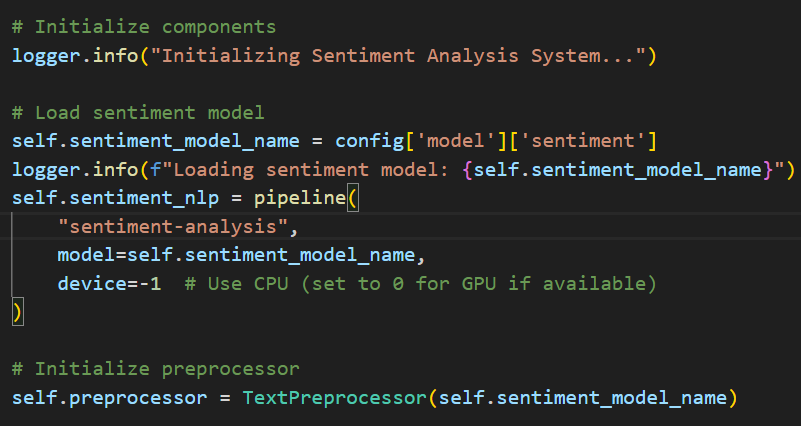 # Initialize components
logger.info("Initializing Sentiment Analysis System...")
# Load sentiment model
self.sentiment_model_name = config['model']['sentiment']
logger.info(f"Loading sentiment model: {self.sentiment_model_name}")
self.sentiment_nlp = pipeline(
    "sentiment-analysis",
    model=self.sentiment_model_name,
    device=-1  # Use CPU (set to 0 for GPU if available)
)
# Initialize preprocessor
self.preprocessor = TextPreprocessor(self.sentiment_model_name)